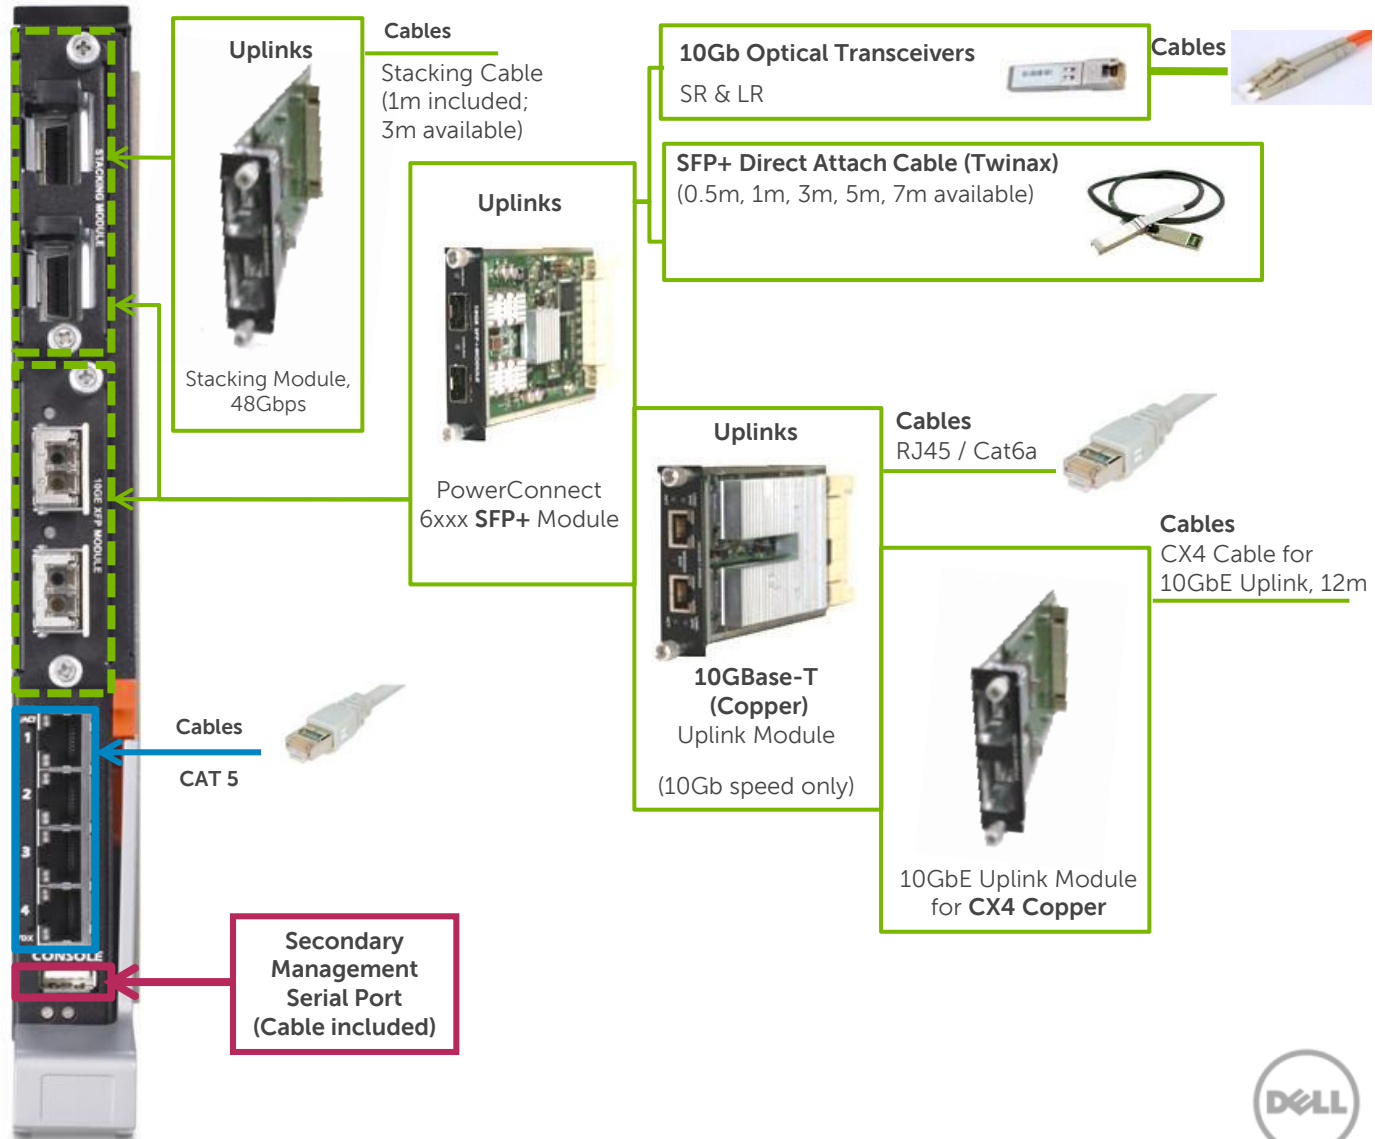 Uplinks
Stacking Module,
48Gbps
Cables
Stacking Cable
(1m included;
3m available)
Uplinks
PowerConnect
6xxx SFP+ Module
10Gb Optical Transceivers
SR & LR
Cables
SFP+ Direct Attach Cable (Twinax)
(0.5m, 1m, 3m, 5m, 7m available)
Uplinks
10GBase-T
(Copper)
Uplink Module
(10Gb speed only)
Cables
RJ45 / Cat6a
Cables
CX4 Cable for
10GbE Uplink, 12m
10GbE Uplink Module
for CX4 Copper
STACKING MODULE
10GE XFP MODULE
1
2
3
4
CONSOLE
Cables
CAT 5
Secondary
Management
Serial Port
(Cable included)
DELL